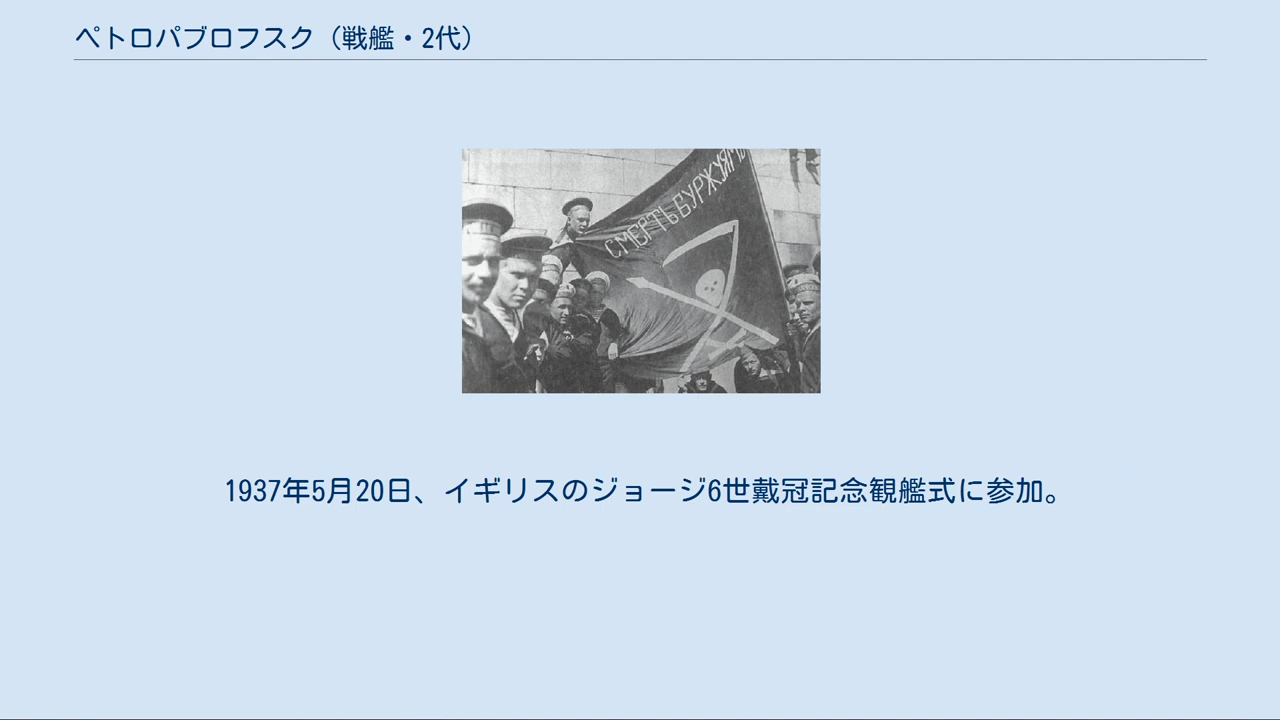 ペトロパブロフスク（戦艦・2代）
СМЕРТЬ БУРЖУЯМ
1937年5月20日、イギリスのジョージ6世戴冠記念観艦式に参加。